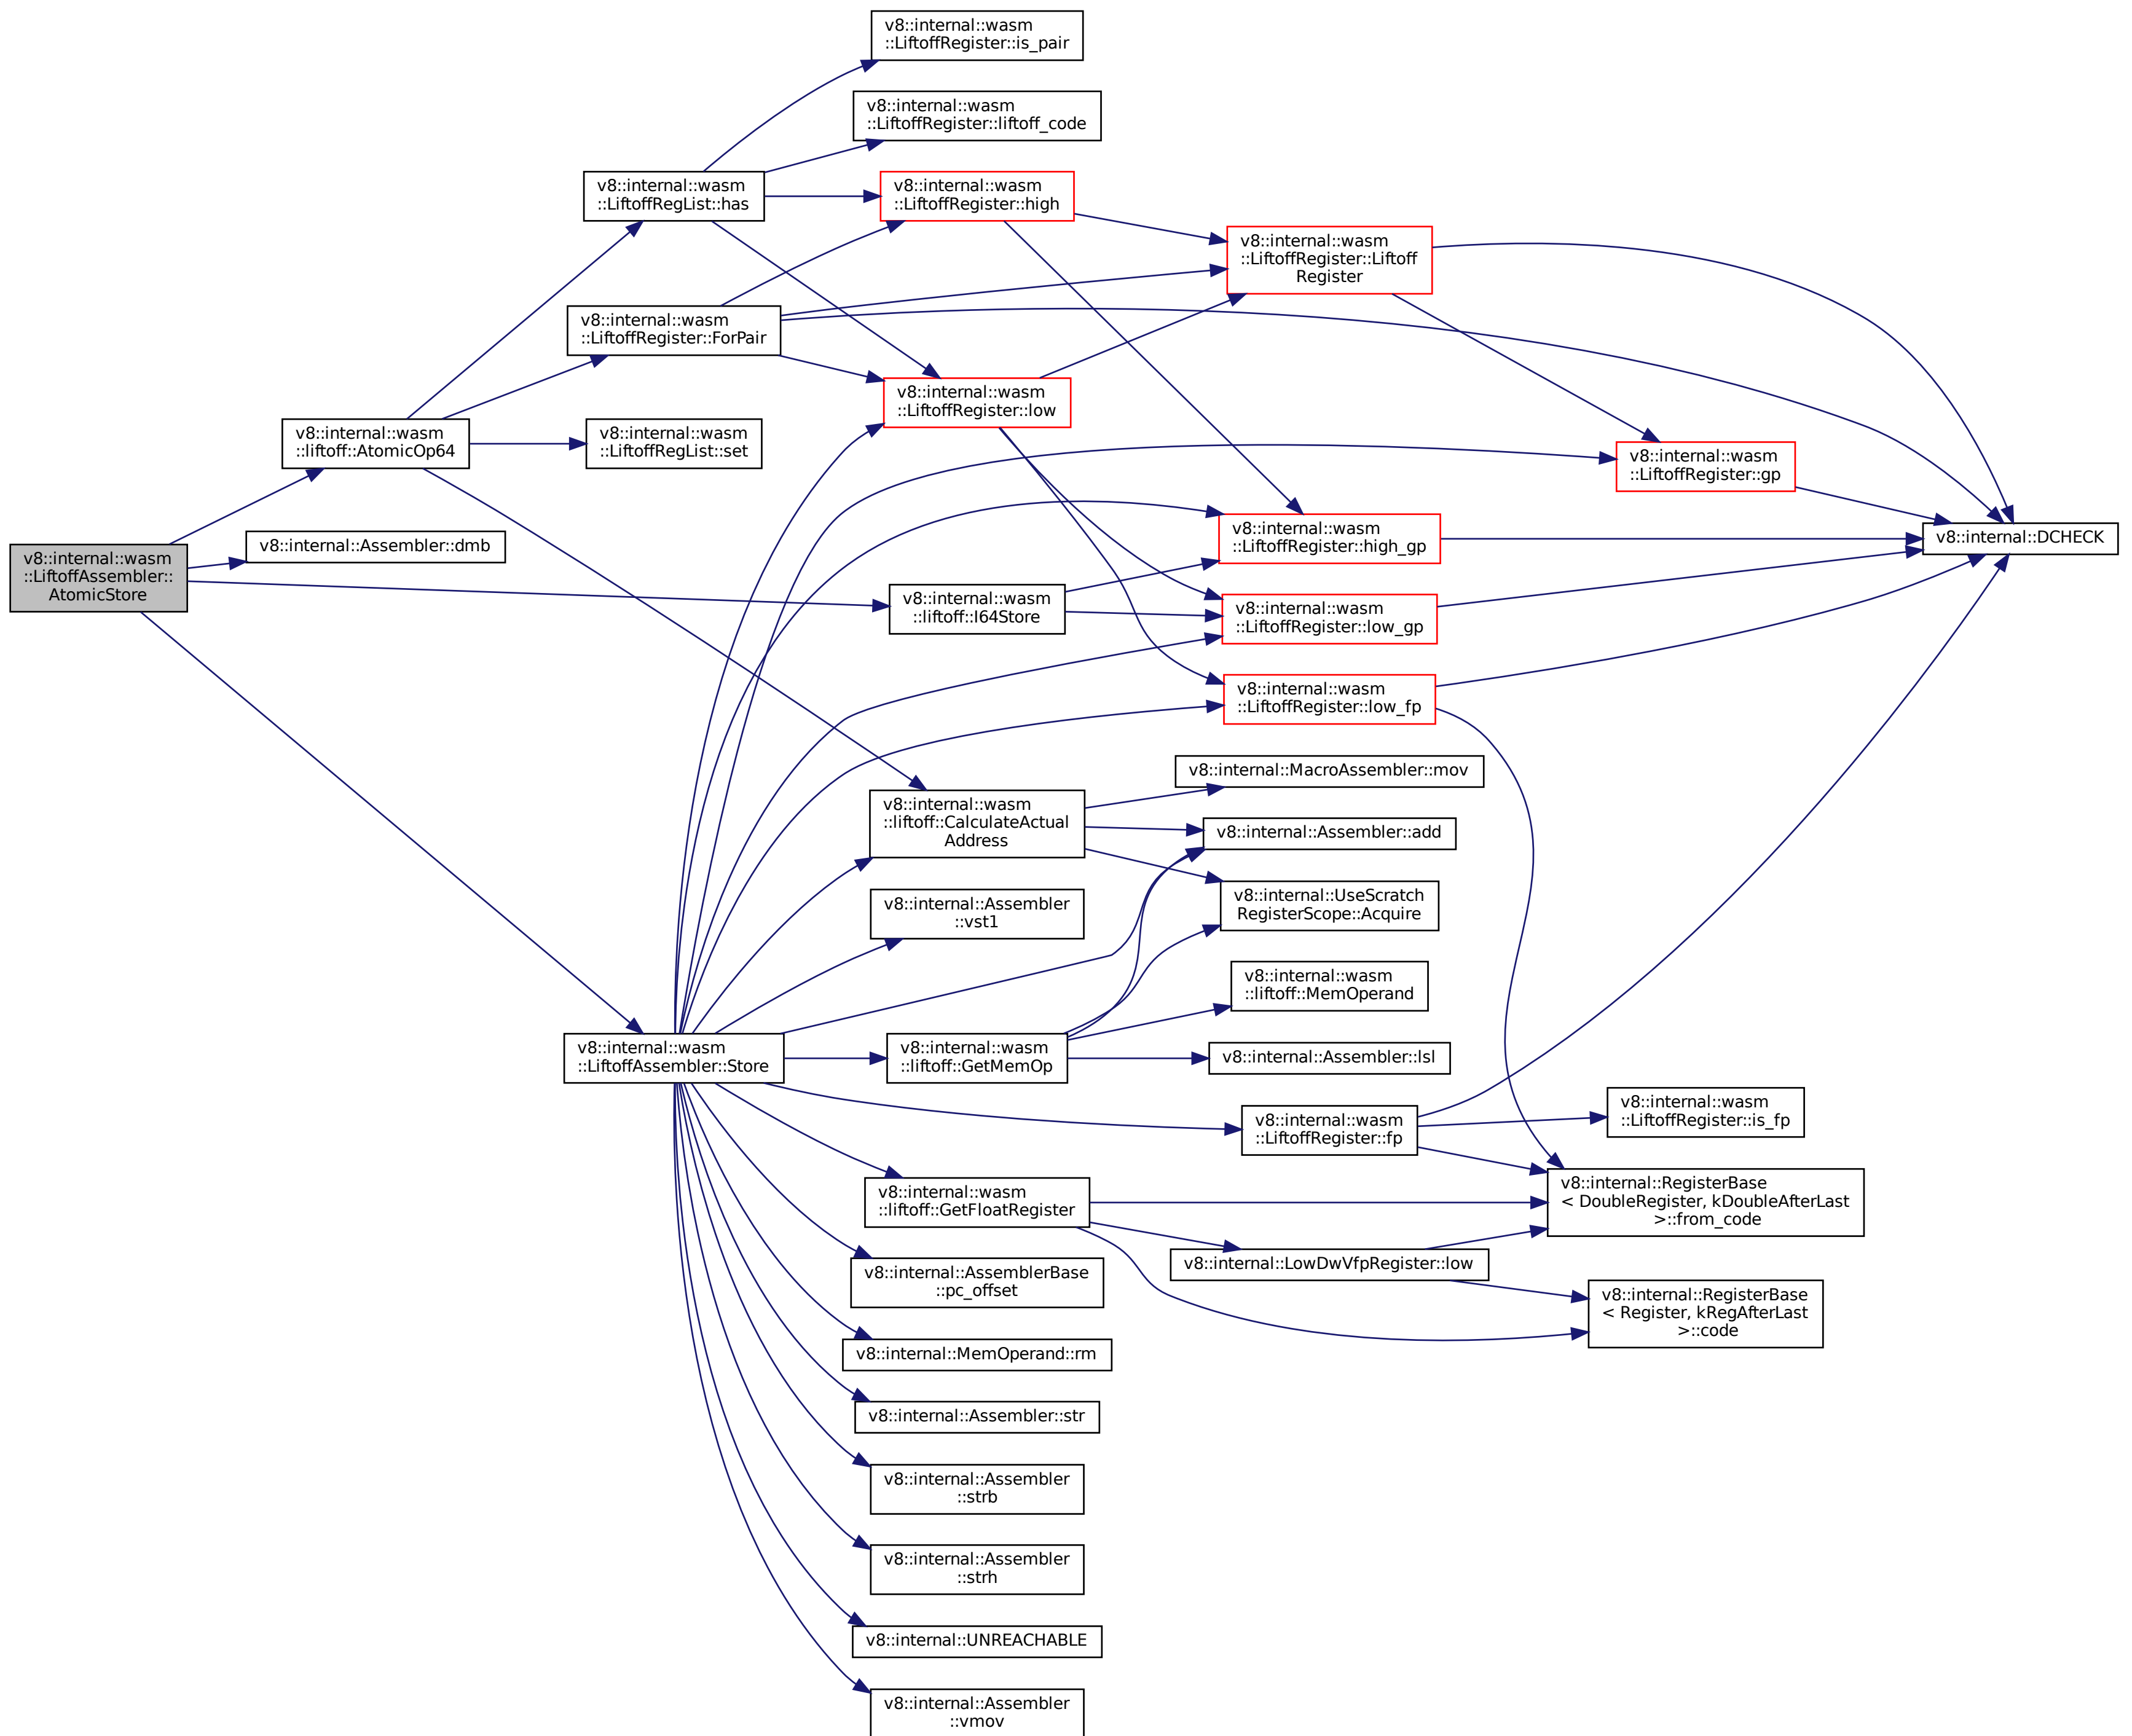 v8::internal::wasm
::LiftoffRegister::is_pair
v8::internal::wasm
::LiftoffRegister::liftoff_code
v8::internal::wasm
::LiftoffRegList::has
v8::internal::wasm
::LiftoffRegister::high
v8::internal::wasm
::LiftoffRegister::Liftoff
Register
v8::internal::wasm
::LiftoffRegister::ForPair
v8::internal::wasm
::LiftoffRegister::low
v8::internal::wasm
::liftoff::AtomicOp64
v8::internal::wasm
::LiftoffRegList::set
v8::internal::wasm
::LiftoffRegister::gp
v8::internal::wasm
::LiftoffAssembler::
AtomicStore
v8::internal::Assembler::dmb
v8::internal::wasm
::LiftoffRegister::high_gp
v8::internal::DCHECK
v8::internal::wasm
::liftoff::I64Store
v8::internal::wasm
::LiftoffRegister::low_gp
v8::internal::wasm
::LiftoffRegister::low_fp
v8::internal::MacroAssembler::mov
v8::internal::wasm
::liftoff::CalculateActual
Address
v8::internal::Assembler::add
v8::internal::Assembler
::vst1
v8::internal::UseScratch
RegisterScope::Acquire
v8::internal::wasm
::liftoff::MemOperand
v8::internal::wasm
::LiftoffAssembler::Store
v8::internal::wasm
::liftoff::GetMemOp
v8::internal::Assembler::lsl
v8::internal::wasm
::LiftoffRegister::fp
v8::internal::wasm
::LiftoffRegister::is_fp
v8::internal::wasm
::liftoff::GetFloatRegister
v8::internal::RegisterBase
< DoubleRegister, kDoubleAfterLast
>::from_code
v8::internal::AssemblerBase
::pc_offset
v8::internal::LowDwVfpRegister::low
v8::internal::RegisterBase
< Register, kRegAfterLast
>::code
v8::internal::MemOperand::rm
v8::internal::Assembler::str
v8::internal::Assembler
::strb
v8::internal::Assembler
::strh
v8::internal::UNREACHABLE
v8::internal::Assembler
::vmov